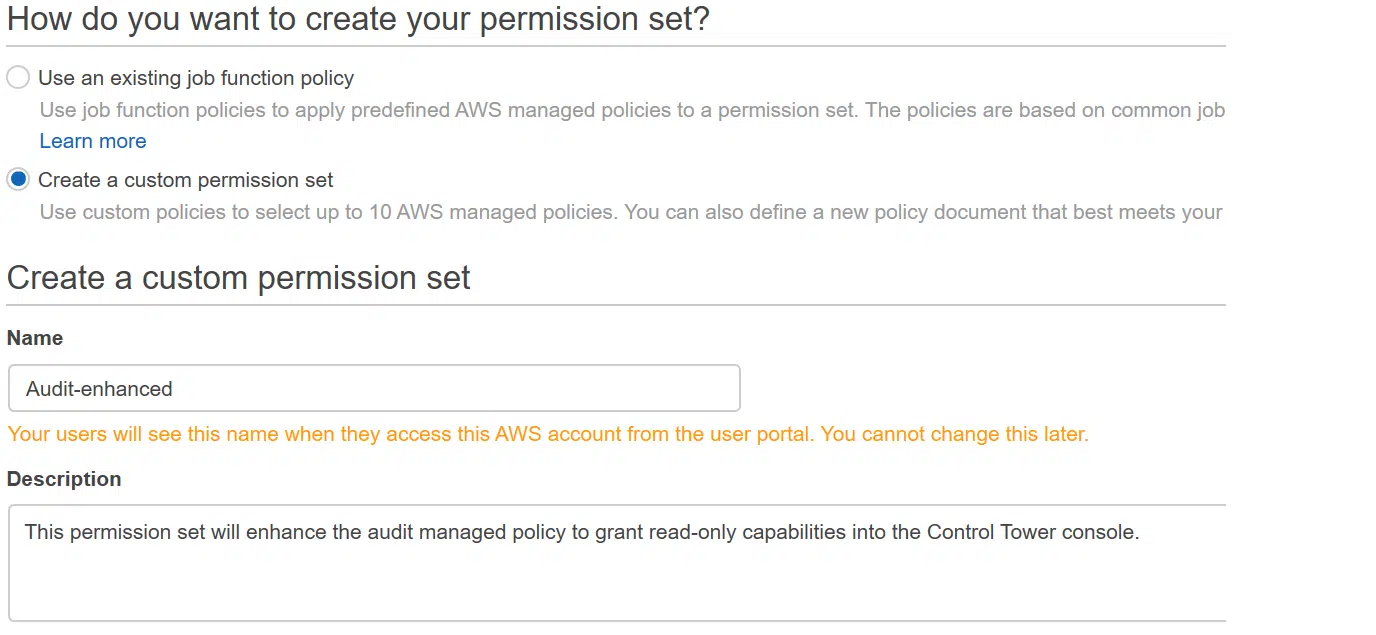 How do you want to create your permission set?
Use an existing job function policy
Use job function policies to apply predefined AWS managed policies to a permission set. The policies are based on common job
Learn more
Create a custom permission set
Use custom policies to select up to 10 AWS managed policies. You can also define a new policy document that best meets your
Create a custom permission set
Name
Audit-enhanced
Your users will see this name when they access this AWS account from the user portal. You cannot change this later.
Description
This permission set will enhance the audit managed policy to grant read-only capabilities into the Control Tower console.